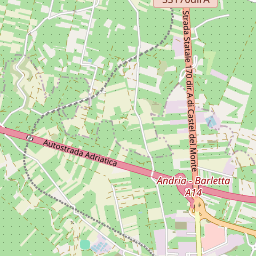 SS170dirA
Strada Statale 170 dir A di Castel del Monte
Autostrada Adriatica
Andria - Barletta
A14